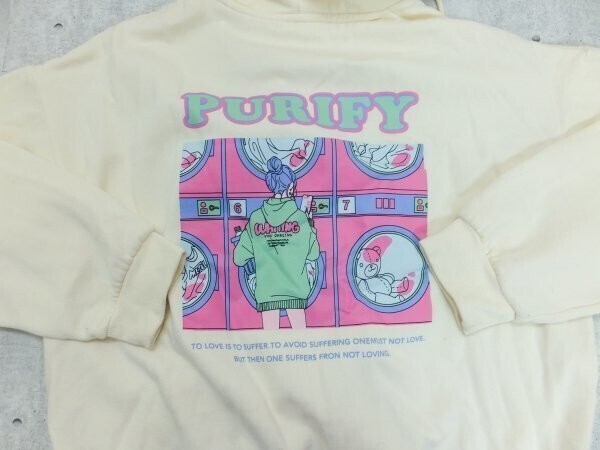 PURIFY
6
7
WARNING
TO LOVE IS TO SUFFER.TO AVOID SUFFERING ONEMUST NOT LOVE.
BUT THEN ONE SUFFERS FRON NOT LOVING.